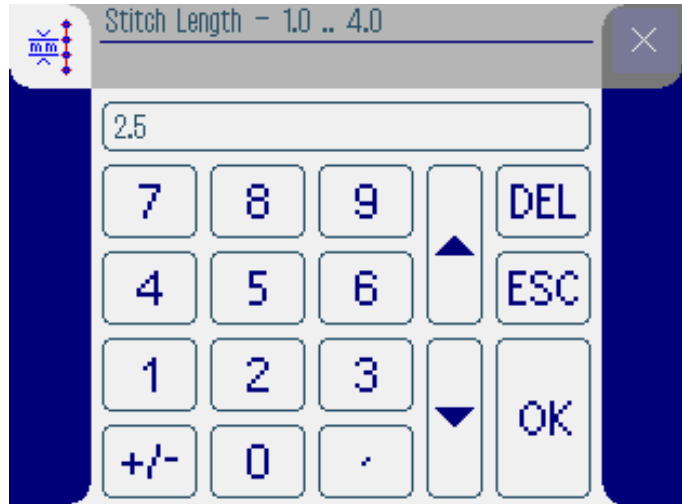 Stitch Length - 1.0 .. 4.0
mm
2.5
7 8 9 DEL
4 5 6 ESC
1 2 3
OK
+/- 0 .